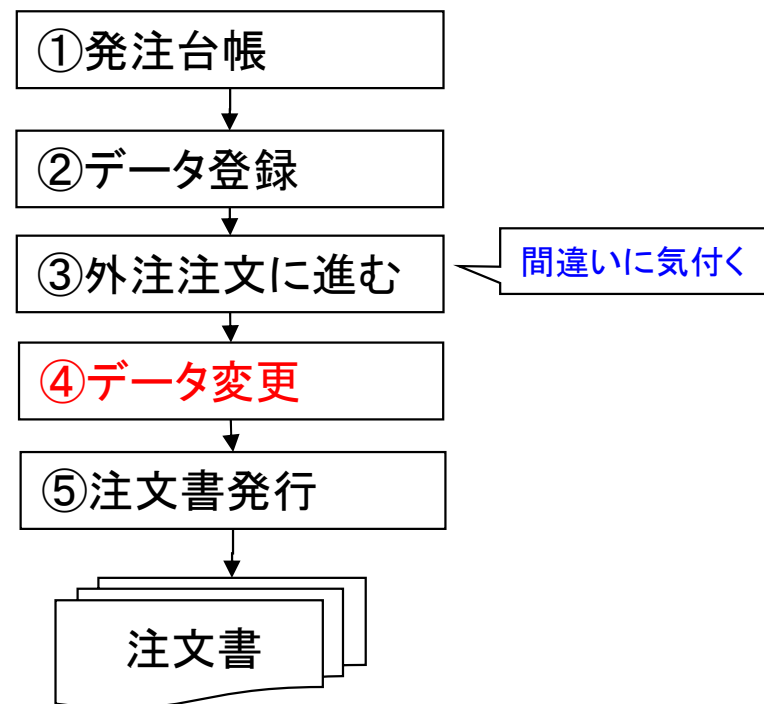 ①発注台帳
②データ登録
③外注注文に進む
間違いに気付く
④データ変更
⑤注文書発行
注文書